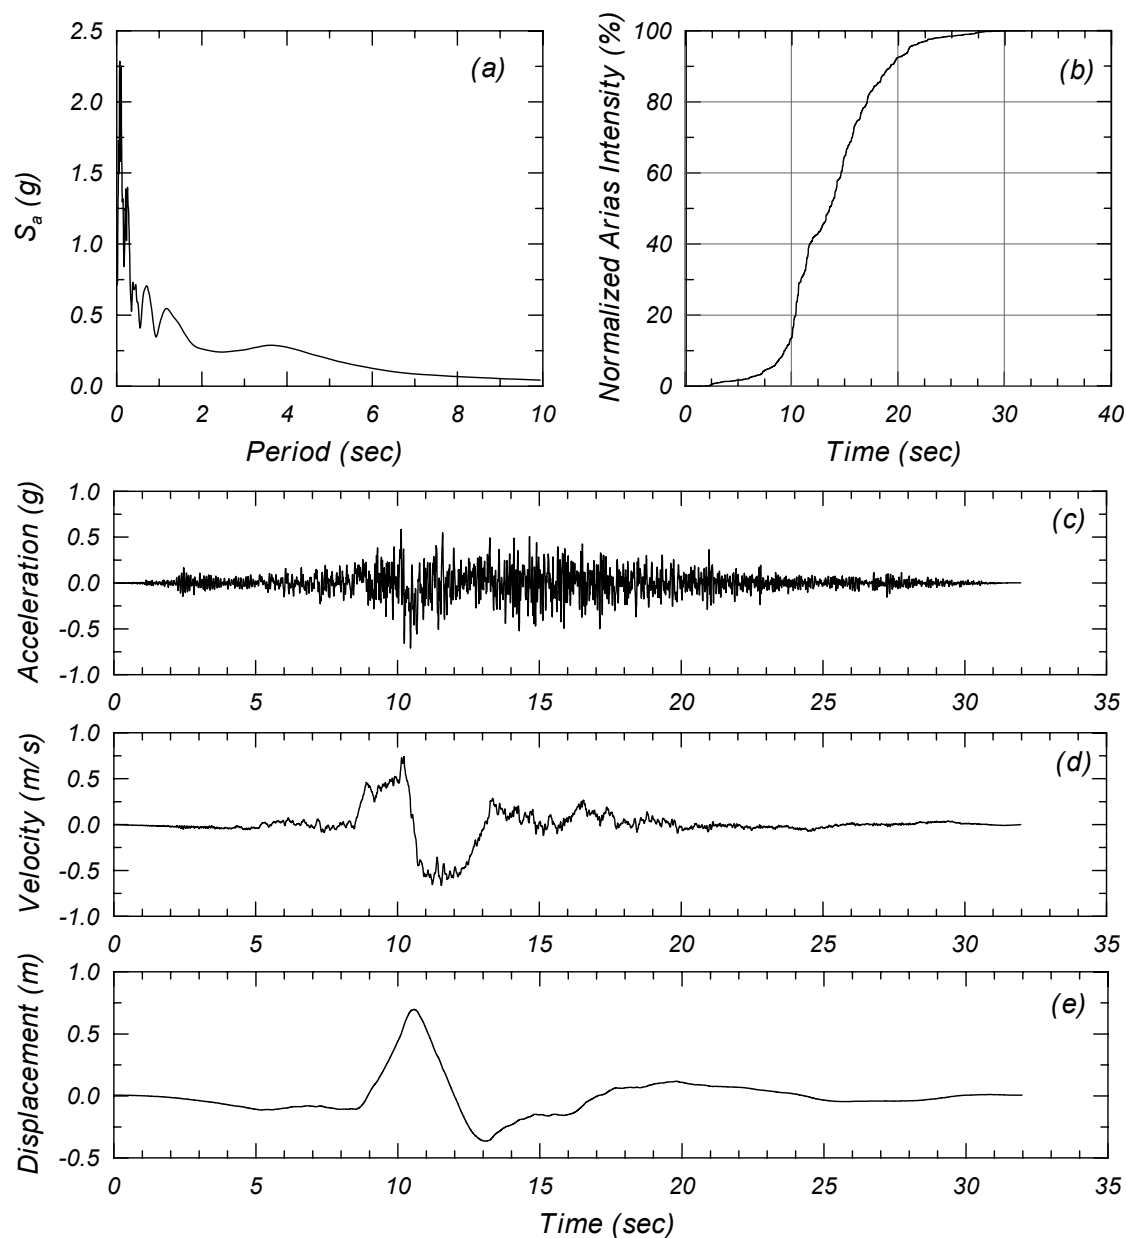 2.5
2.0
1.5
1.0
0.5
0.0
Sa (g)
(a)
0 2 4 6 8 10
Period (sec)
100
80
60
40
20
0
Normalized Arias Intensity (%)
(b)
0 10 20 30 40
Time (sec)
1.0
0.5
0.0
-0.5
-1.0
Acceleration (g)
(c)
0 5 10 15 20 25 30 35
1.0
0.5
0.0
-0.5
-1.0
Velocity (m/s)
(d)
0 5 10 15 20 25 30 35
1.0
0.5
0.0
-0.5
Displacement (m)
(e)
0 5 10 15 20 25 30 35
Time (sec)